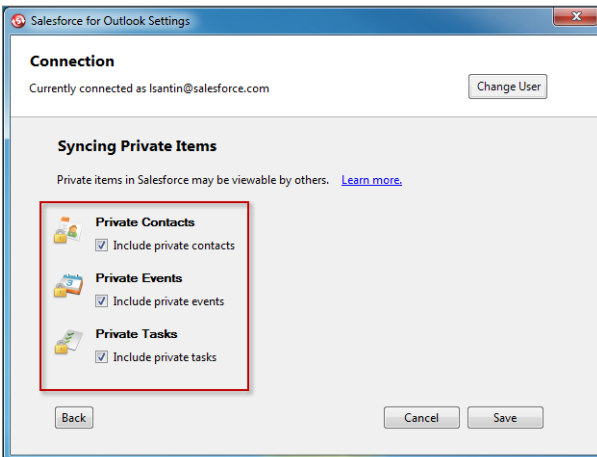 Salesforce for Outlook Settings
Connection
Currently connected as lsantin@salesforce.com
Change User
Syncing Private Items
Private items in Salesforce may be viewable by others. Learn more.
Private Contacts
Include private contacts
Private Events
Include private events
Private Tasks
Include private tasks
Back
Cancel
Save